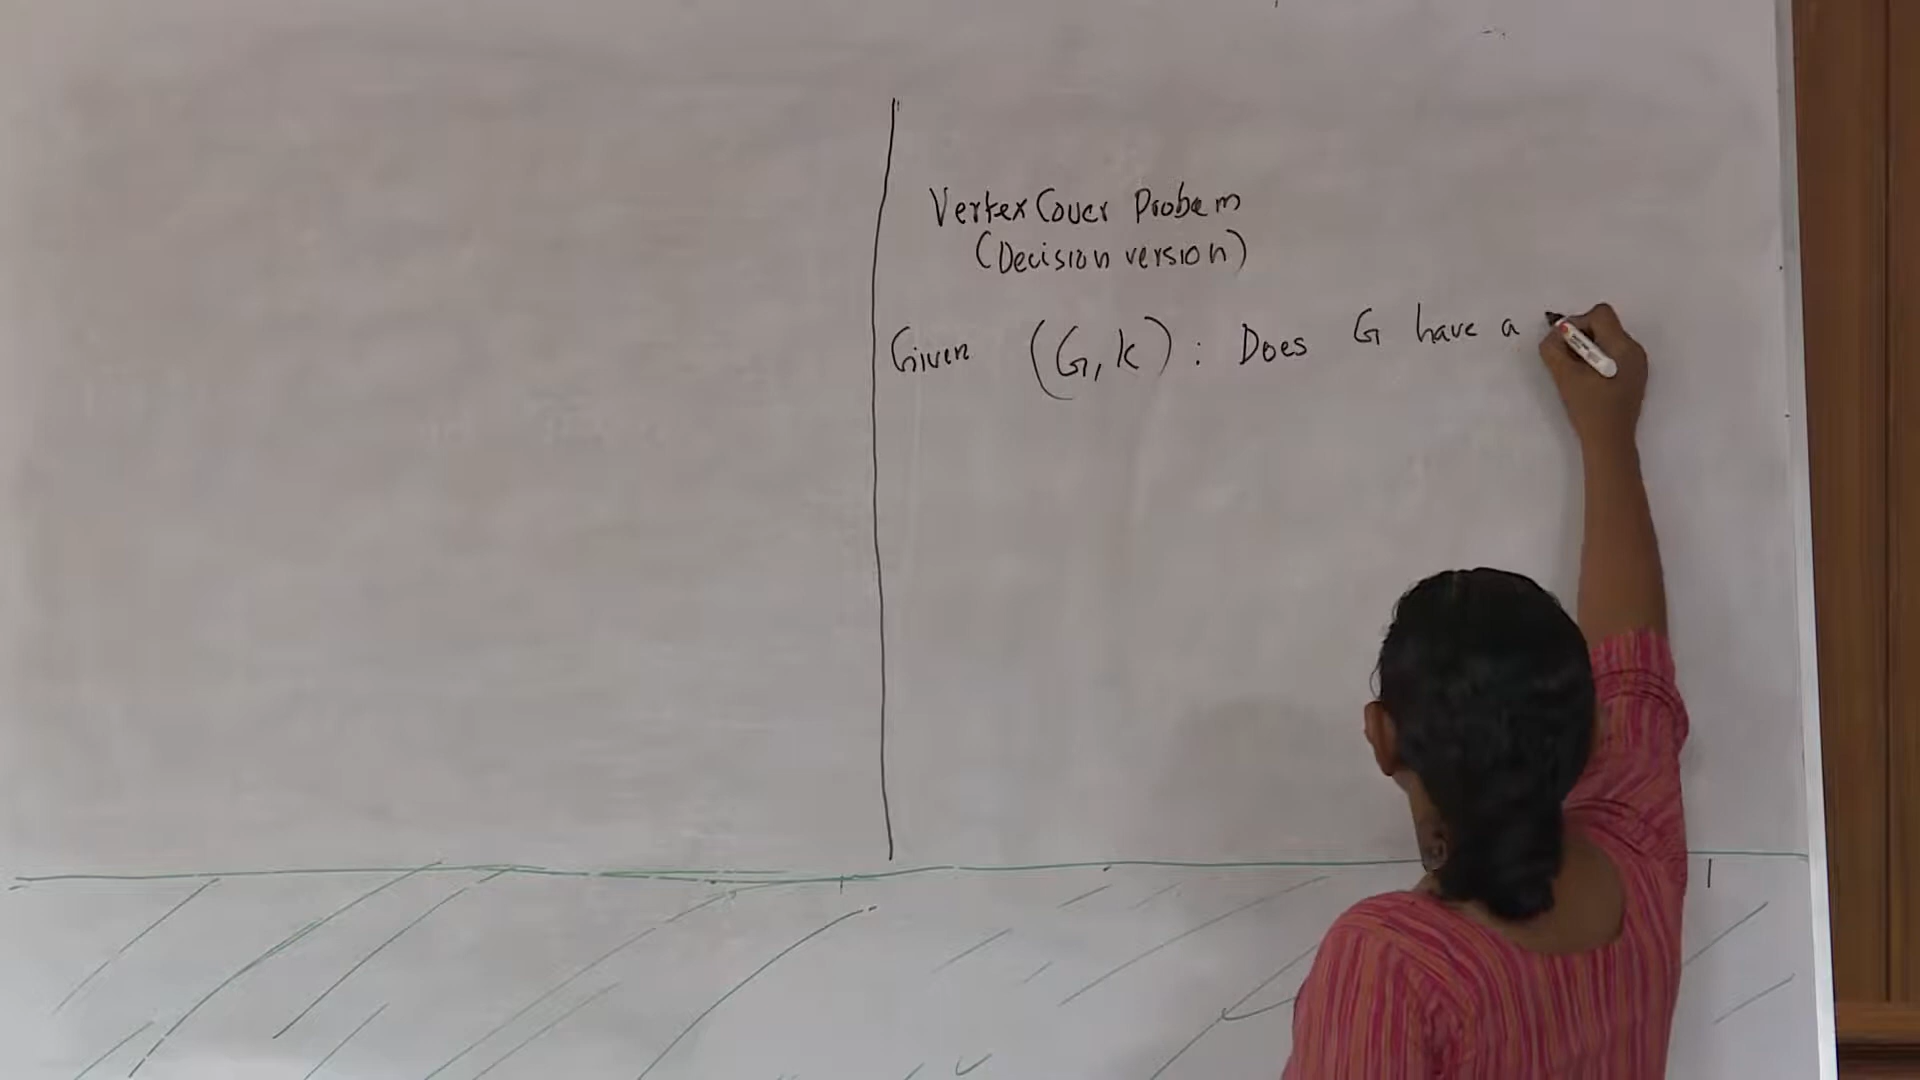 Vertex Cover Probem
(Decision version)
Given (G, k) : Does G have a